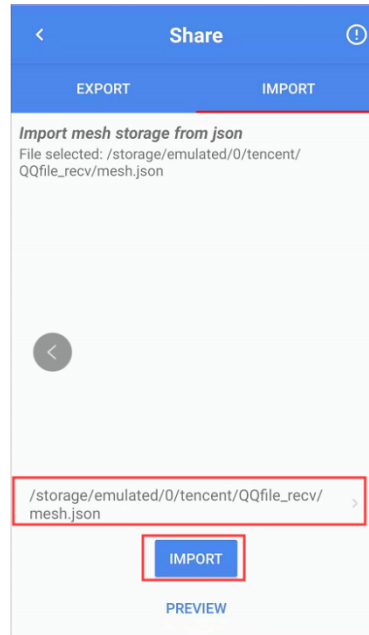 Share
EXPORT IMPORT
Import mesh storage from json
File selected: /storage/emulated/0/tencent/
QQfile_recv/mesh.json
/storage/emulated/0/tencent/QQfile_recv/
mesh.json
IMPORT
PREVIEW